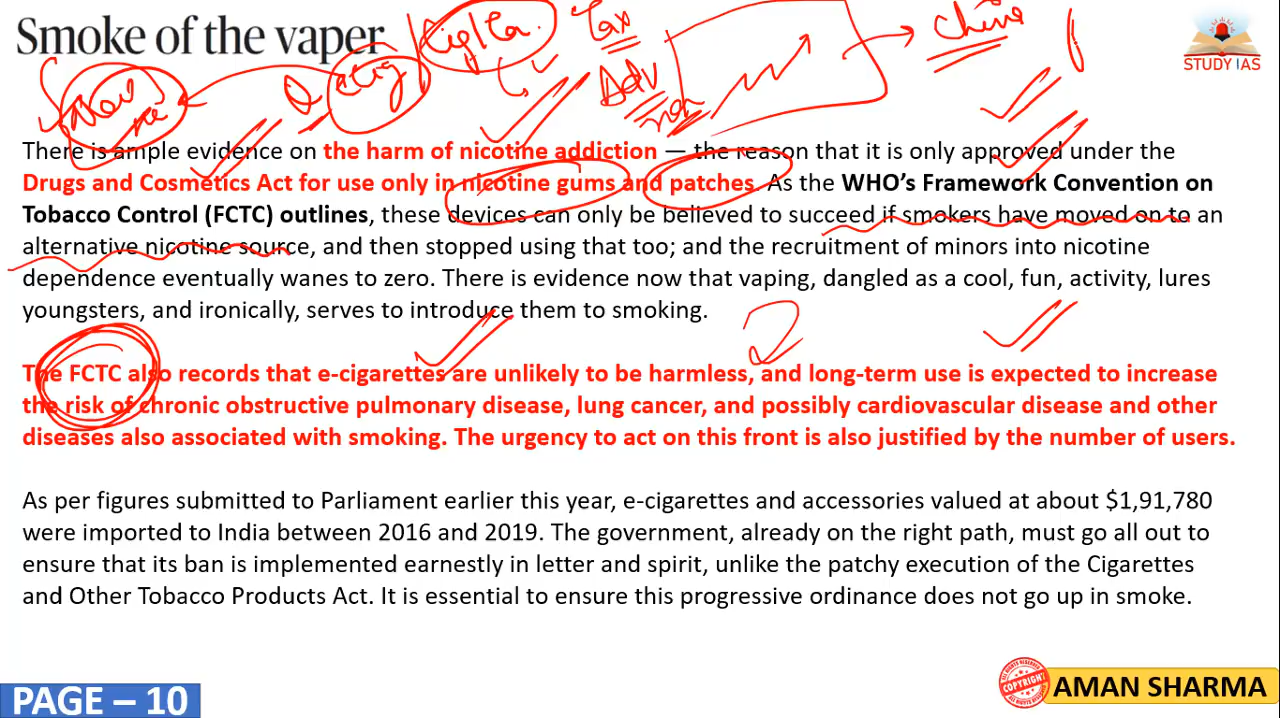 Smoke of the vaper
Cig/
Tax
China
Adv
STUDY IAS
There is ample evidence on the harm of nicotine addiction — the reason that it is only approved under the
Drugs and Cosmetics Act for use only in nicotine gums and patches. As the WHO's Framework Convention on
Tobacco Control (FCTC) outlines, these devices can only be believed to succeed if smokers have moved on to an
alternative nicotine source, and then stopped using that too; and the recruitment of minors into nicotine
dependence eventually wanes to zero. There is evidence now that vaping, dangled as a cool, fun, activity, lures
youngsters, and ironically, serves to introduce them to smoking.
2
The FCTC also records that e-cigarettes are unlikely to be harmless, and long-term use is expected to increase
the risk of chronic obstructive pulmonary disease, lung cancer, and possibly cardiovascular disease and other
diseases also associated with smoking. The urgency to act on this front is also justified by the number of users.
As per figures submitted to Parliament earlier this year, e-cigarettes and accessories valued at about $1,91,780
were imported to India between 2016 and 2019. The government, already on the right path, must go all out to
ensure that its ban is implemented earnestly in letter and spirit, unlike the patchy execution of the Cigarettes
and Other Tobacco Products Act. It is essential to ensure this progressive ordinance does not go up in smoke.
PAGE – 10
COPYRIGHT
AMAN SHARMA